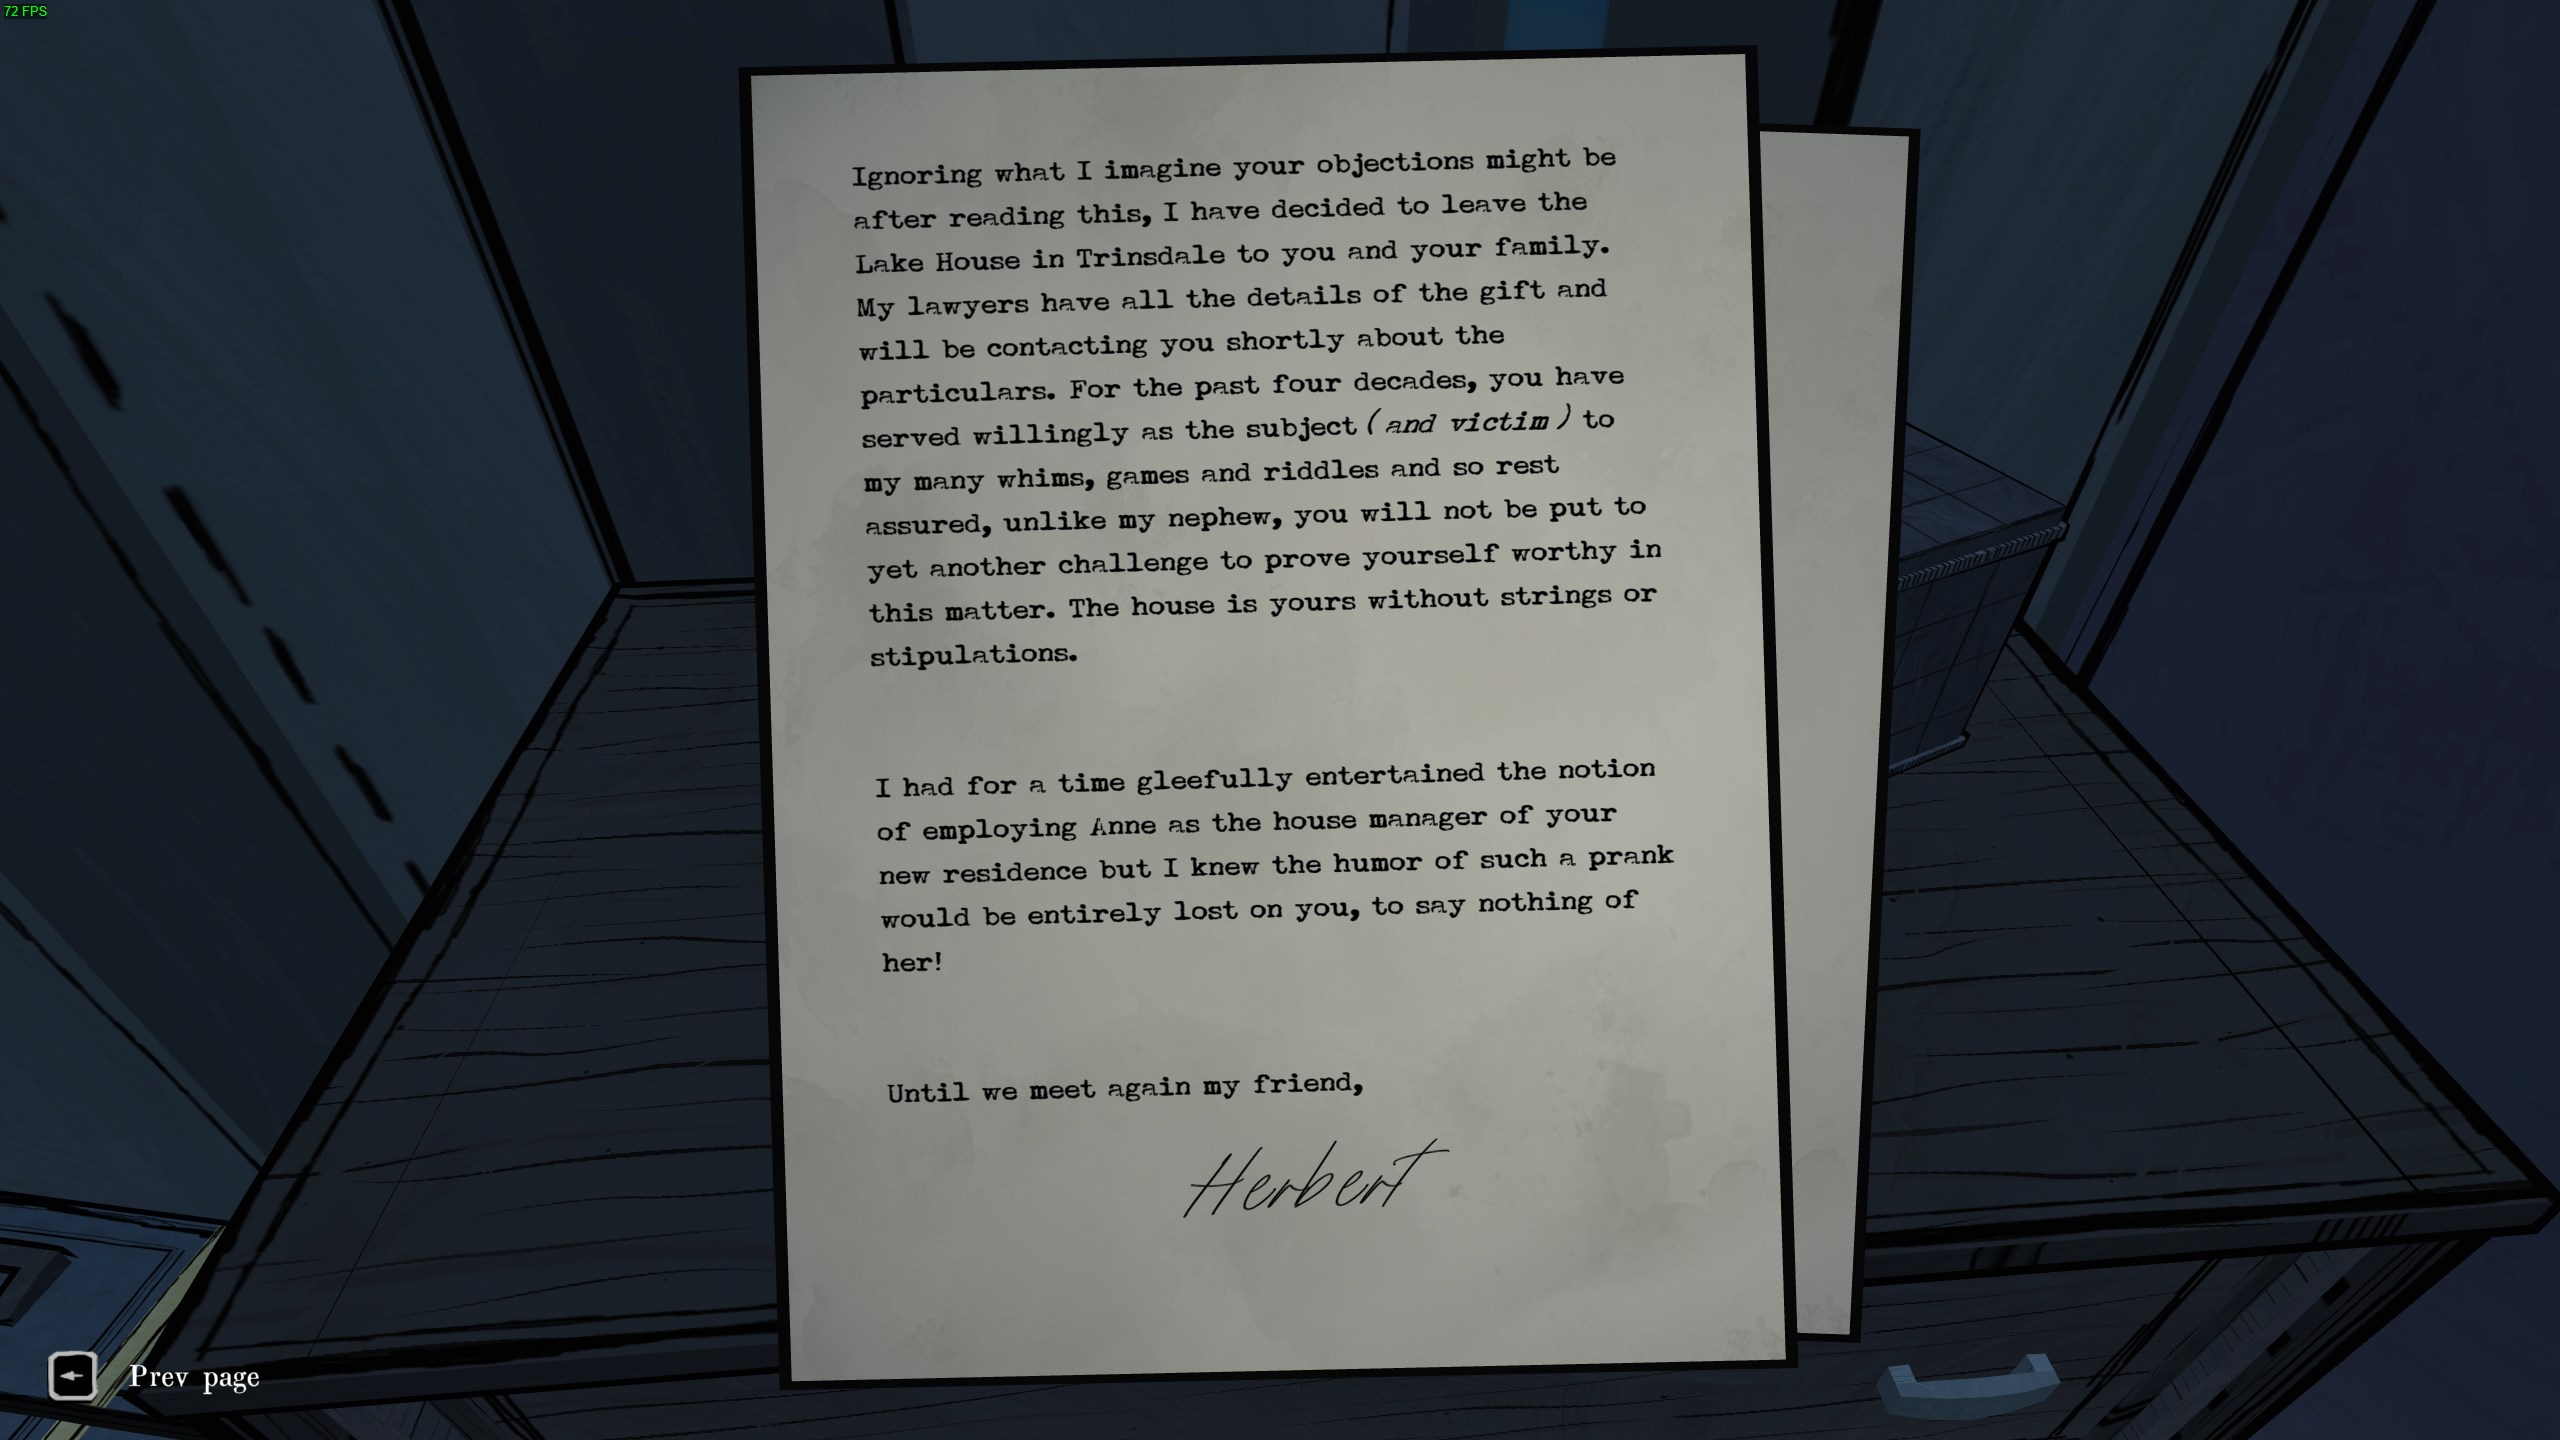 72 FPS
Ignoring what I imagine your objections might be
after reading this, I have decided to leave the
Lake House in Trinsdale to you and your family.
My lawyers have all the details of the gift and
will be contacting you shortly about the
particulars. For the past four decades, you have
served willingly as the subject (and victim) to
my many whims, games and riddles and so rest
assured, unlike my nephew, you will not be put to
yet another challenge to prove yourself worthy in
this matter. The house is yours without strings or
stipulations.
I had for a time gleefully entertained the notion
of employing Anne as the house manager of your
new residence but I knew the humor of such a prank
would be entirely lost on you, to say nothing of
her!
Until we meet again my friend,
Herbert
Prev page